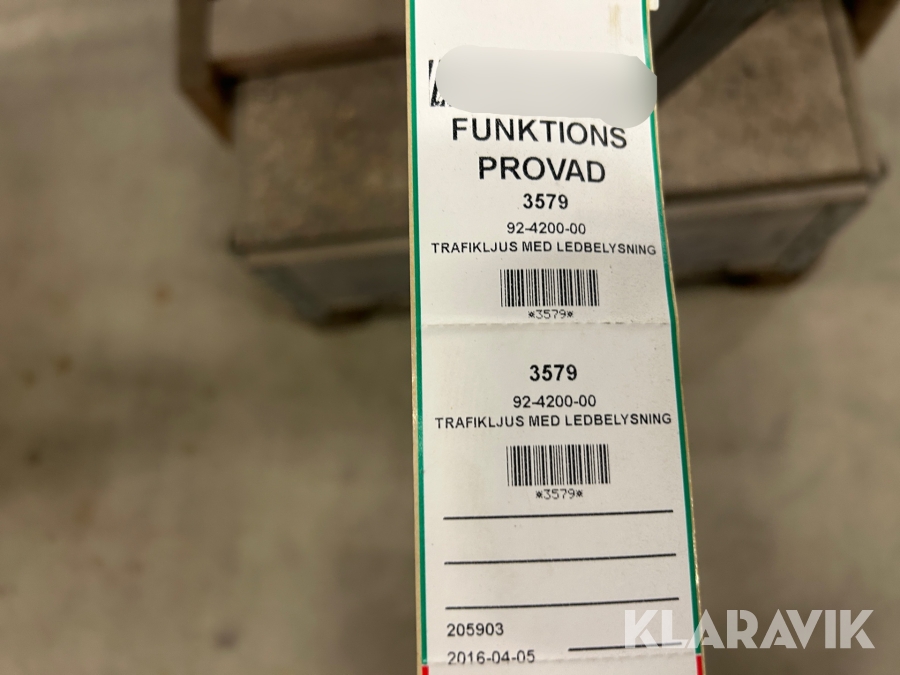 FUNKTIONS
PROVAD
3579
92-4200-00
TRAFIKLJUS MED LEDBELYSNING
*3579*
3579
92-4200-00
TRAFIKLJUS MED LEDBELYSNING
*3579*
205903
2016-04-05
KLARAVIK